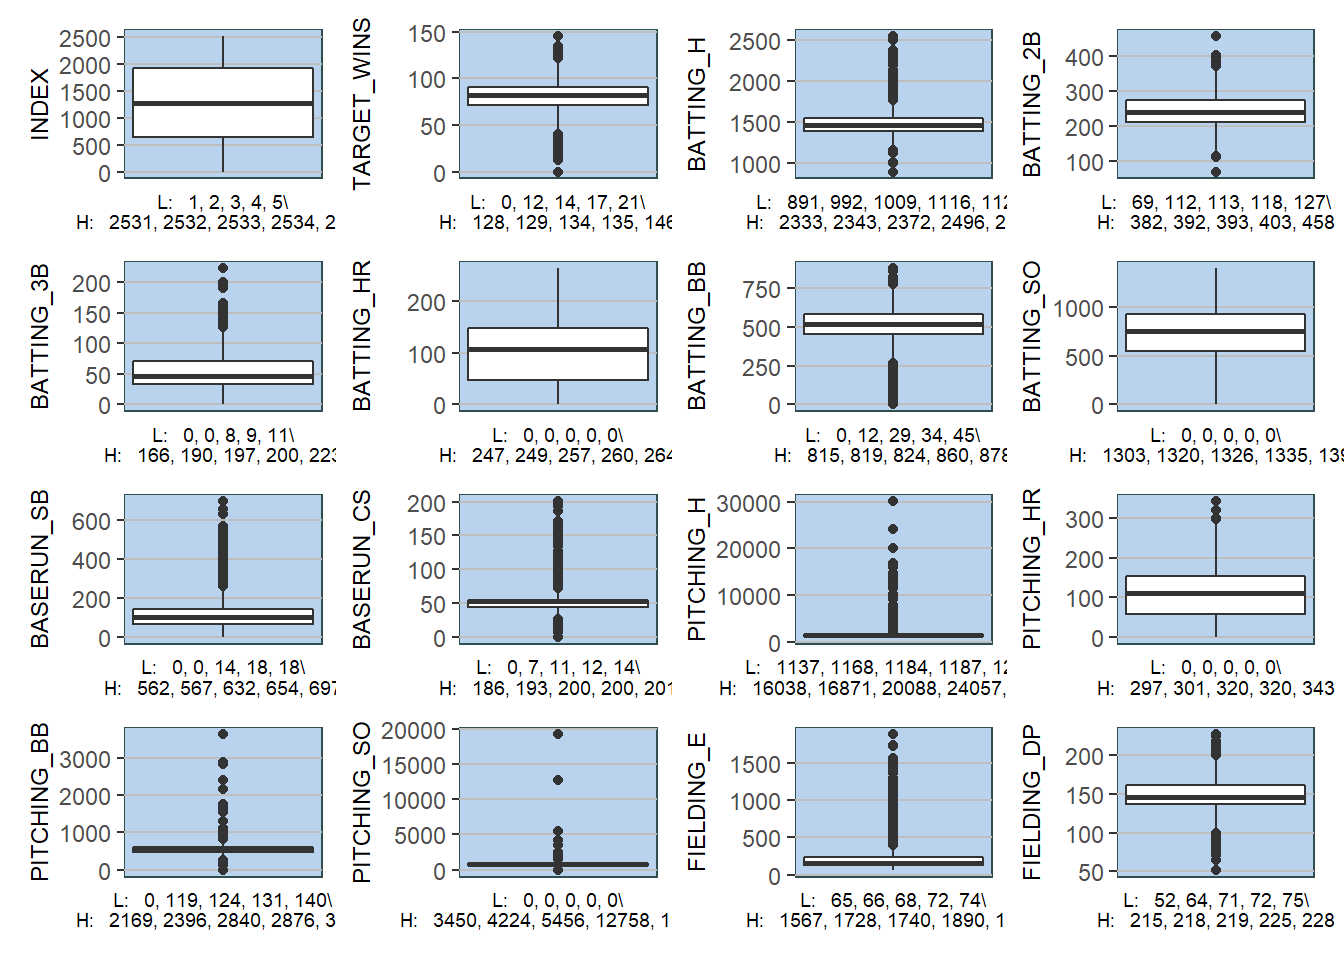 INDEX
2500
2000
1500
1000
500
0
L: 1, 2, 3, 4, 5\
H: 2531, 2532, 2533, 2534, 2
TARGET_WINS
150
100
50
0
L: 0, 12, 14, 17, 21\
H: 128, 129, 134, 135, 146
BATTING_H
2500
2000
1500
1000
L: 891, 992, 1009, 1116, 112
H: 2333, 2343, 2372, 2496, 2
BATTING_2B
400
300
200
100
L: 69, 112, 113, 118, 127\
H: 382, 392, 393, 403, 458
BATTING_3B
200
150
100
50
0
L: 0, 0, 8, 9, 11\
H: 166, 190, 197, 200, 223
BATTING_HR
200
100
0
L: 0, 0, 0, 0, 0\
H: 247, 249, 257, 260, 264
BATTING_BB
750
500
250
0
L: 0, 12, 29, 34, 45\
H: 815, 819, 824, 860, 878
BATTING_SO
1000
500
0
L: 0, 0, 0, 0, 0\
H: 1303, 1320, 1326, 1335, 139
BASERUN_SB
600
400
200
0
L: 0, 0, 14, 18, 18\
H: 562, 567, 632, 654, 697
BASERUN_CS
200
150
100
50
0
L: 0, 7, 11, 12, 14\
H: 186, 193, 200, 200, 201
PITCHING_H
30000
20000
10000
0
L: 1137, 1168, 1184, 1187, 12
H: 16038, 16871, 20088, 24057,
PITCHING_HR
300
200
100
0
L: 0, 0, 0, 0, 0\
H: 297, 301, 320, 320, 343
PITCHING_BB
3000
2000
1000
0
L: 0, 119, 124, 131, 140\
H: 2169, 2396, 2840, 2876, 3
PITCHING_SO
20000
15000
10000
5000
0
L: 0, 0, 0, 0, 0\
H: 3450, 4224, 5456, 12758, 1
FIELDING_E
1500
1000
500
0
L: 65, 66, 68, 72, 74\
H: 1567, 1728, 1740, 1890, 1
FIELDING_DP
200
150
100
50
L: 52, 64, 71, 72, 75\
H: 215, 218, 219, 225, 228